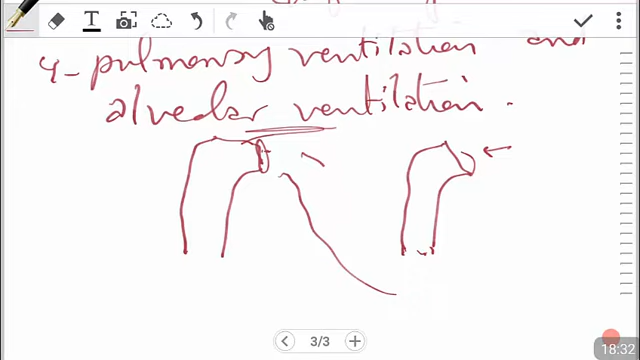 4- pulmonary ventilation and
alveolar ventilation.
3/3
18:32